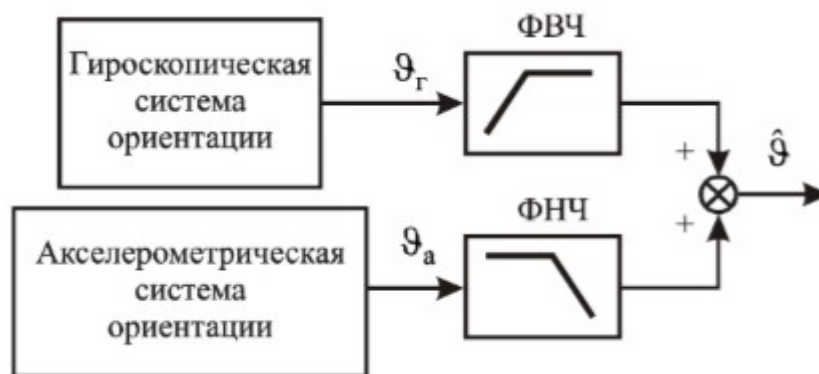 ФВЧ
Гироскопическая
система
ориентации
ϑг
+
ϑ̂
ФНЧ
+
Акселерометрическая
система
ориентации
ϑа